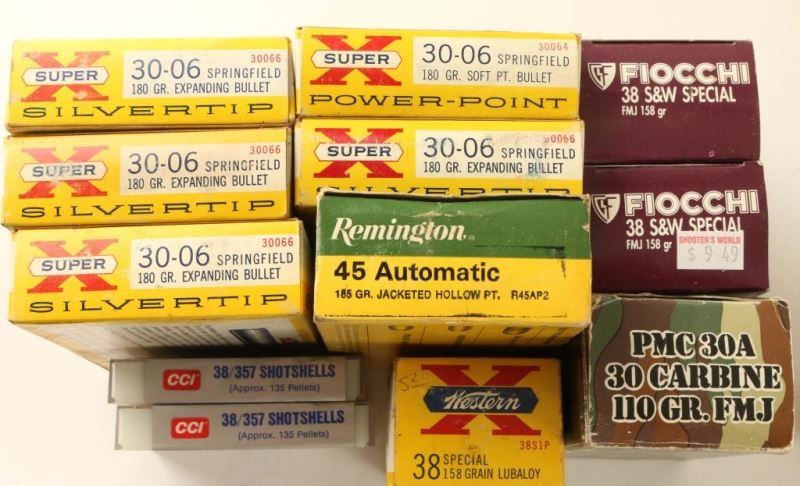 30066
X
SUPER
30-06 SPRINGFIELD
180 GR. EXPANDING BULLET
SILVERTIP
30064
X
SUPER
30-06 SPRINGFIELD
180 GR. SOFT PT. BULLET
POWER-POINT
FIOCCHI
38 S&W SPECIAL
FMJ 158 gr
30066
X
SUPER
30-06 SPRINGFIELD
180 GR. EXPANDING BULLET
SILVERTIP
30066
X
SUPER
30-06 SPRINGFIELD
180 GR. EXPANDING BULLET
SILVERTIP
FIOCCHI
38 S&W SPECIAL
FMJ 158 gr
SHOOTER'S WORLD
$ 9.49
30066
X
SUPER
30-06 SPRINGFIELD
180 GR. EXPANDING BULLET
SILVERTIP
Remington
45 Automatic
185 GR. JACKETED HOLLOW PT. R45AP2
PMC 30A
30 CARBINE
110 GR. FMJ
CCI
38/357 SHOTSHELLS
(Approx. 135 Pellets)
CCI
38/357 SHOTSHELLS
(Approx. 135 Pellets)
X
Western
38S1P
38 SPECIAL
158 GRAIN LUBALOY